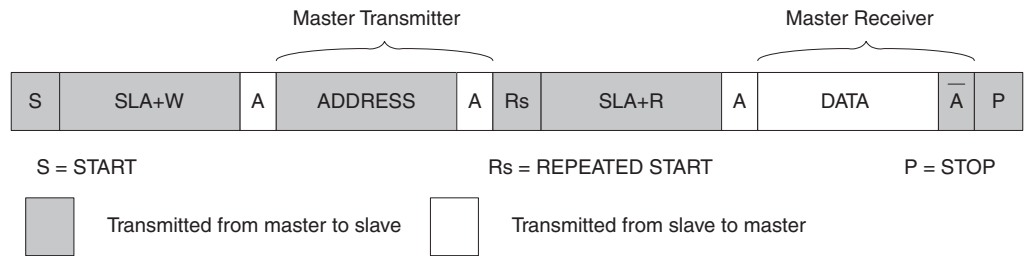 Master Transmitter Master Receiver
S SLA+W A ADDRESS A Rs SLA+R A DATA A̅ P
S = START Rs = REPEATED START P = STOP
Transmitted from master to slave Transmitted from slave to master